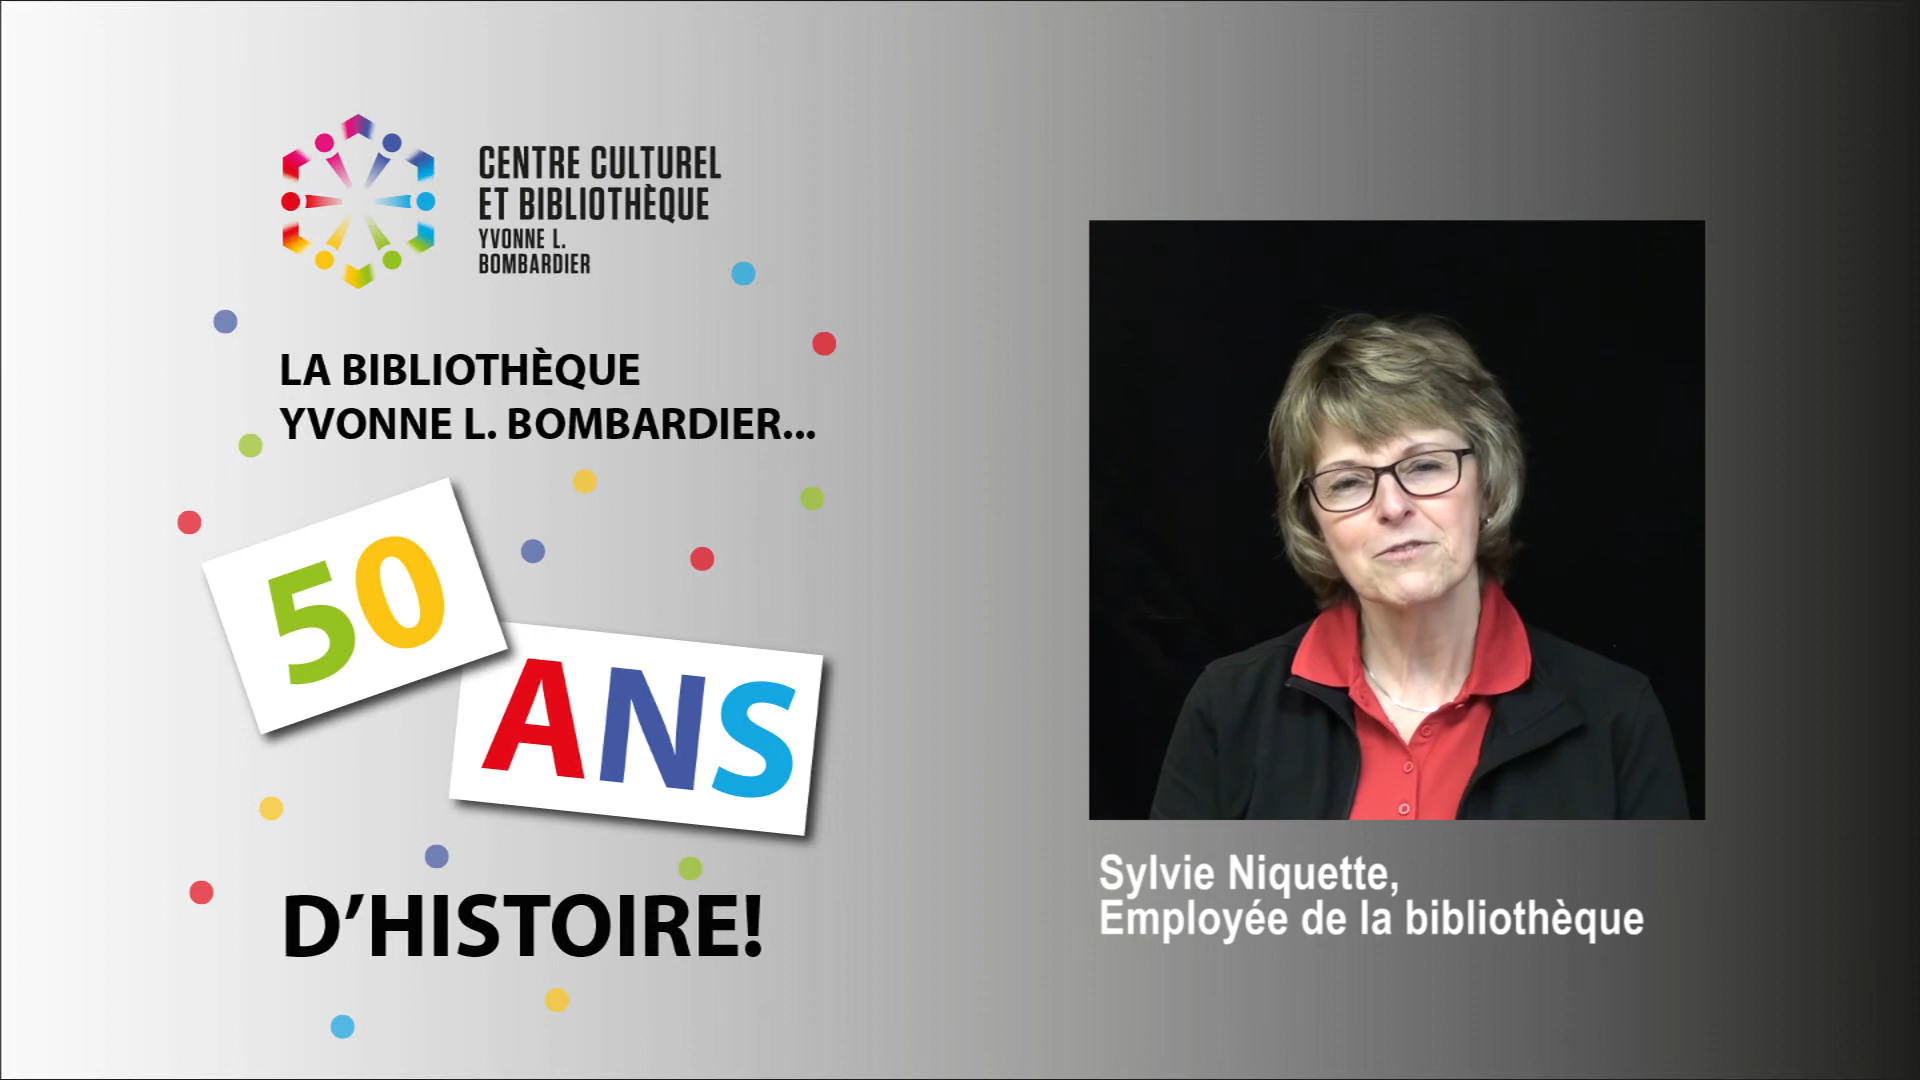 CENTRE CULTUREL
ET BIBLIOTHÈQUE
YVONNE L.
BOMBARDIER
LA BIBLIOTHÈQUE
YVONNE L. BOMBARDIER...
50
ANS
D'HISTOIRE!
Sylvie Niquette,
Employée de la bibliothèque